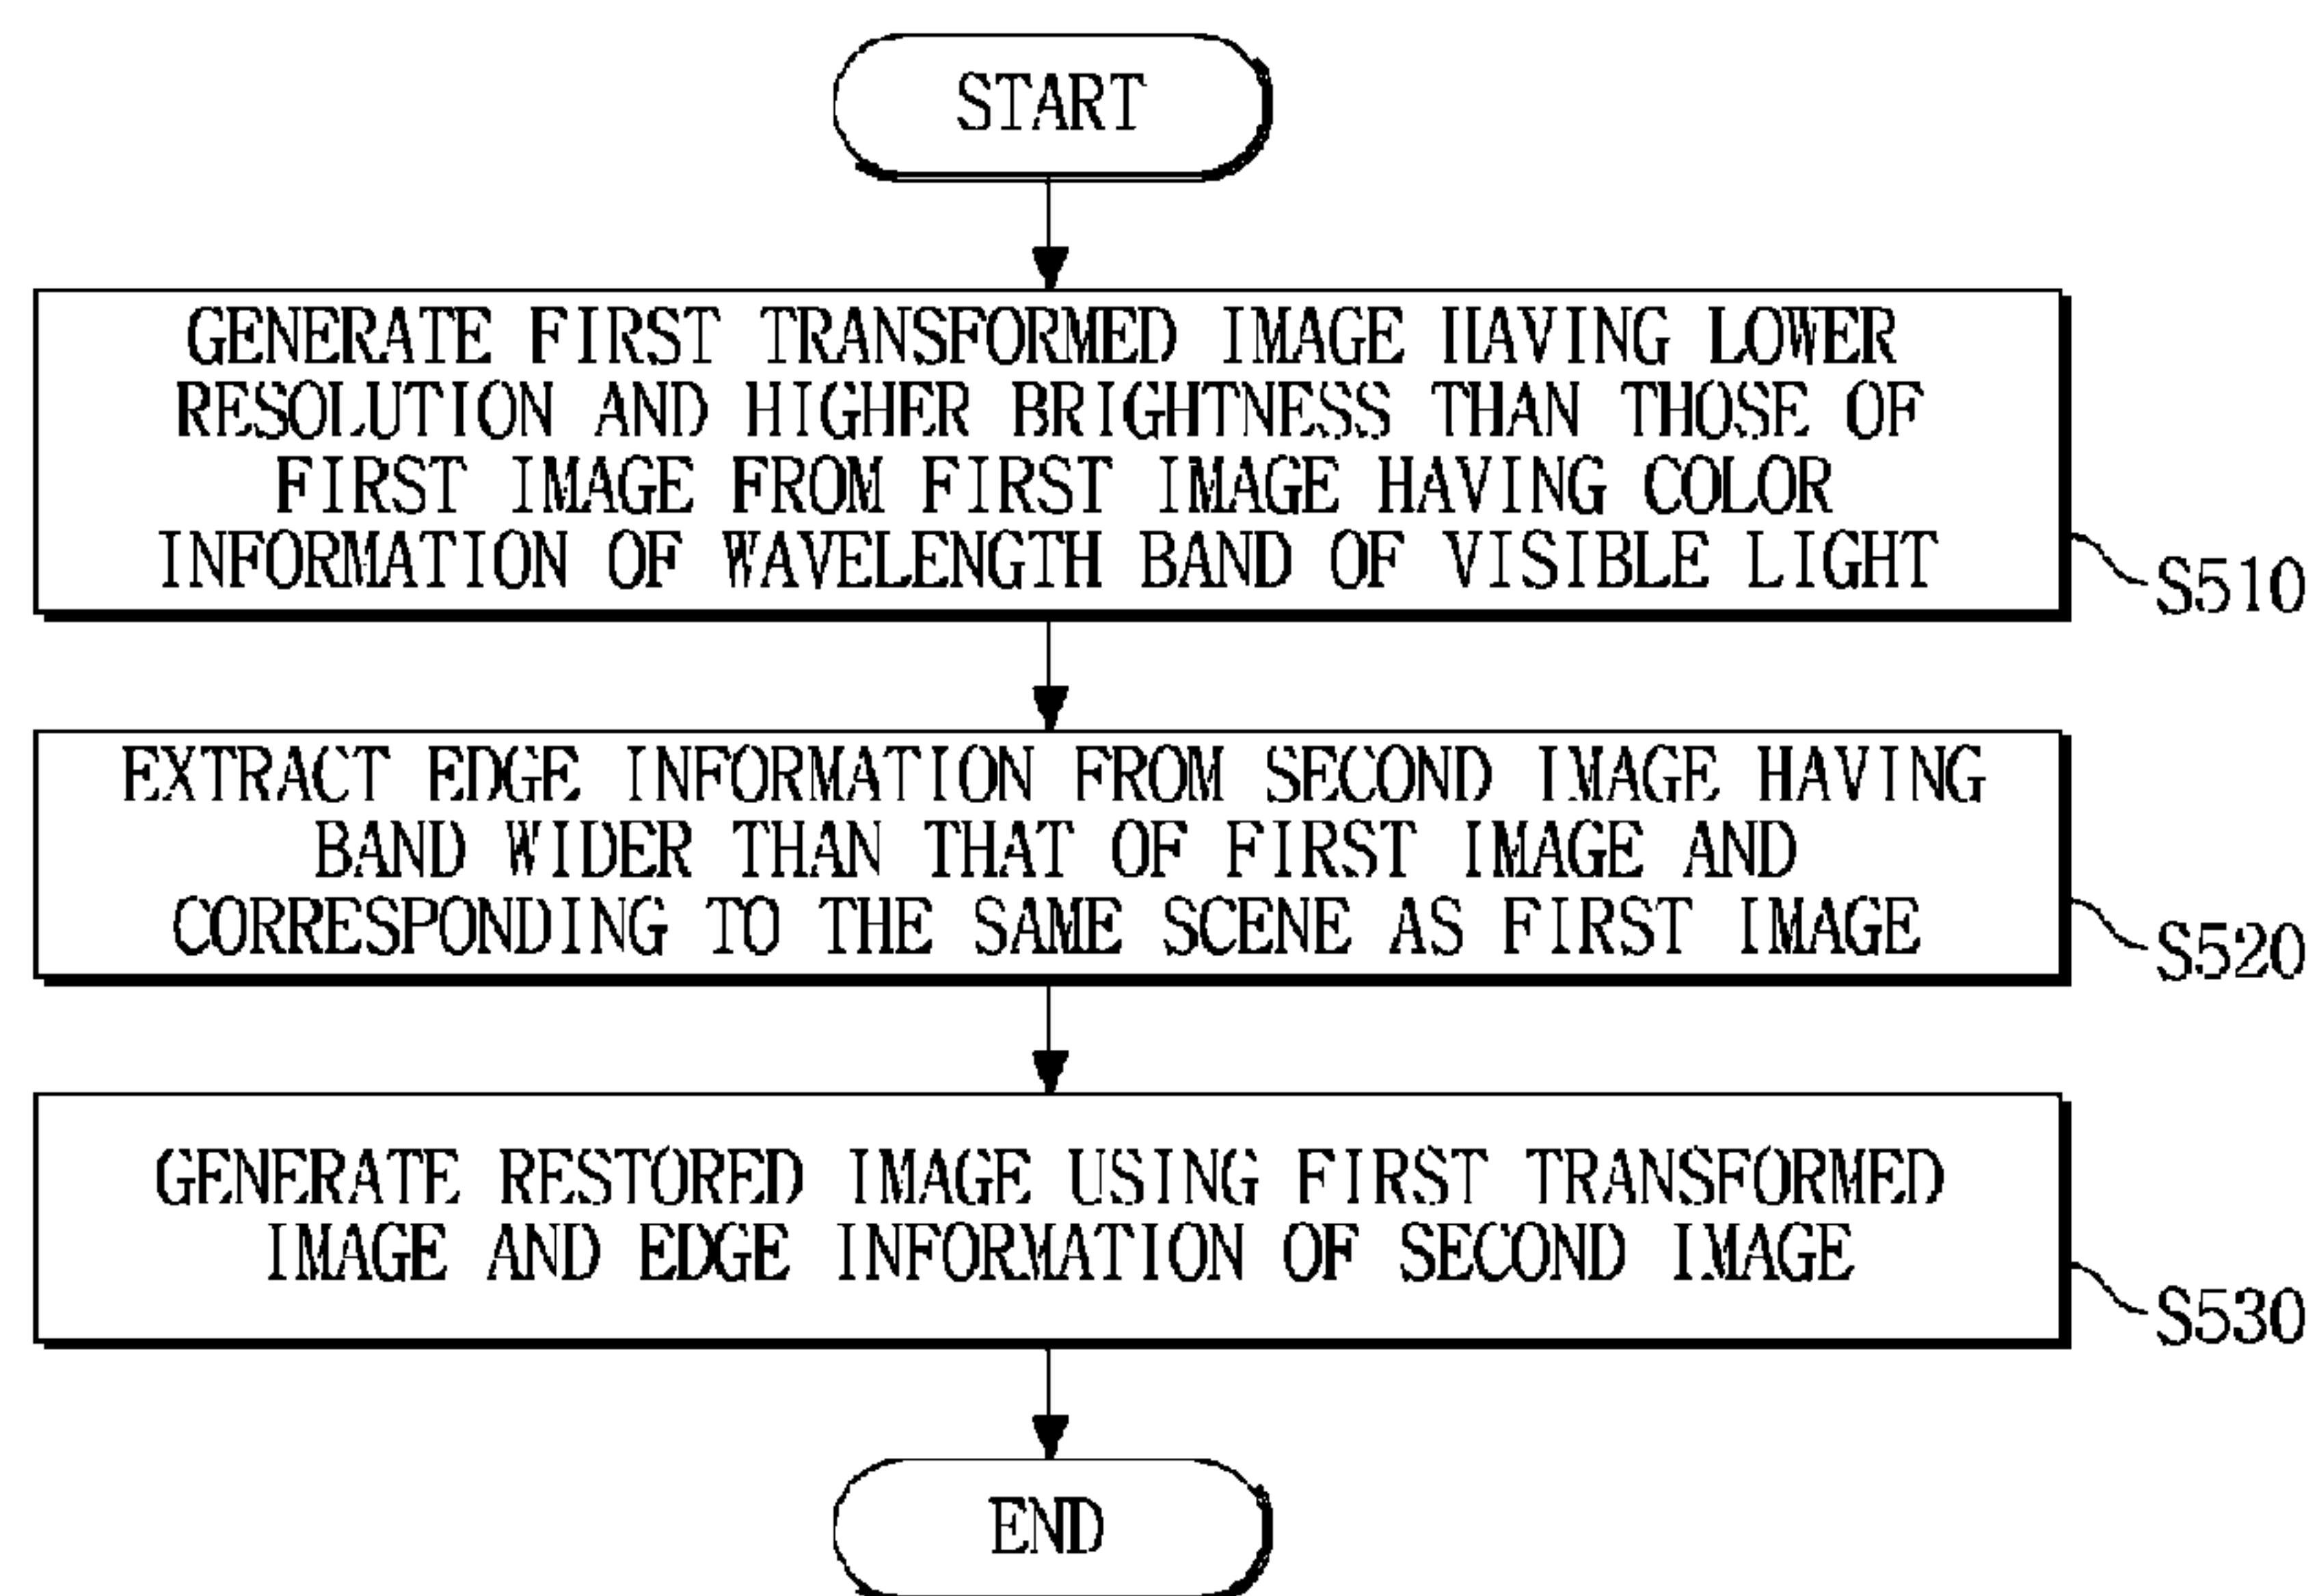 START
GENERATE FIRST TRANSFORMED IMAGE HAVING LOWER
RESOLUTION AND HIGHER BRIGHTNESS THAN THOSE OF
FIRST IMAGE FROM FIRST IMAGE HAVING COLOR
INFORMATION OF WAVELENGTH BAND OF VISIBLE LIGHT
S510
EXTRACT EDGE INFORMATION FROM SECOND IMAGE HAVING
BAND WIDER THAN THAT OF FIRST IMAGE AND
CORRESPONDING TO THE SAME SCENE AS FIRST IMAGE
S520
GENERATE RESTORED IMAGE USING FIRST TRANSFORMED
IMAGE AND EDGE INFORMATION OF SECOND IMAGE
S530
END